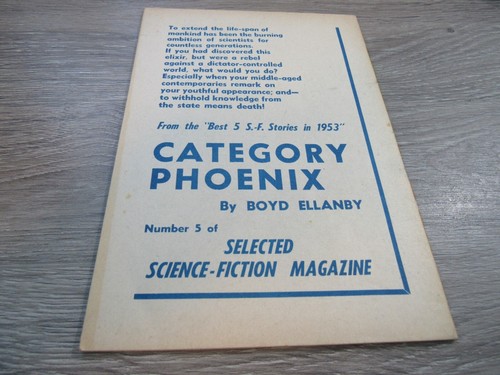 To extend the life-span of
mankind has been the burning
ambition of scientists for
countless generations.
If you had discovered this
elixir, but were a rebel
against a dictator-controlled
world, what would you do?
Especially when your middle-aged
contemporaries remark on
your youthful appearance; and—
to withhold knowledge from
the state means death!
From the "Best 5 S.-F. Stories in 1953"
CATEGORY
PHOENIX
By BOYD ELLANBY
Number 5 of
SELECTED
SCIENCE-FICTION MAGAZINE